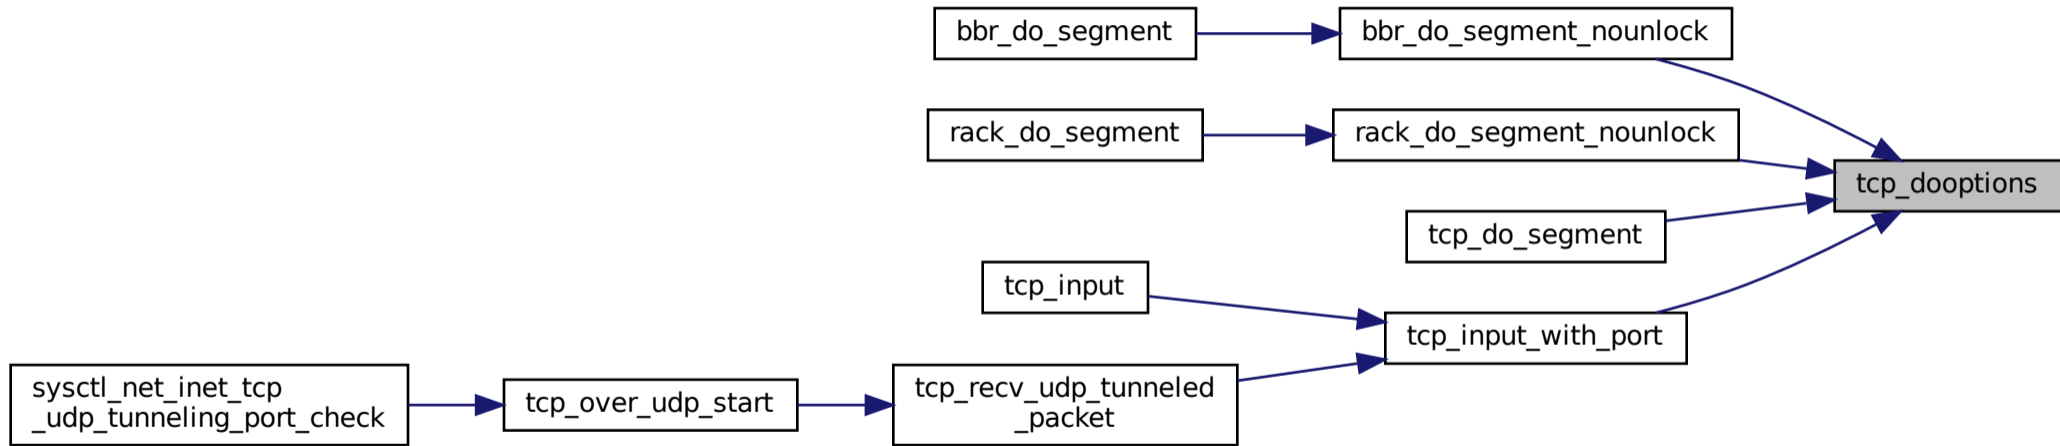 bbr_do_segment
bbr_do_segment_nounlock
rack_do_segment
rack_do_segment_nounlock
tcp_dooptions
tcp_do_segment
tcp_input
tcp_input_with_port
sysctl_net_inet_tcp
_udp_tunneling_port_check
tcp_over_udp_start
tcp_recv_udp_tunneled
_packet